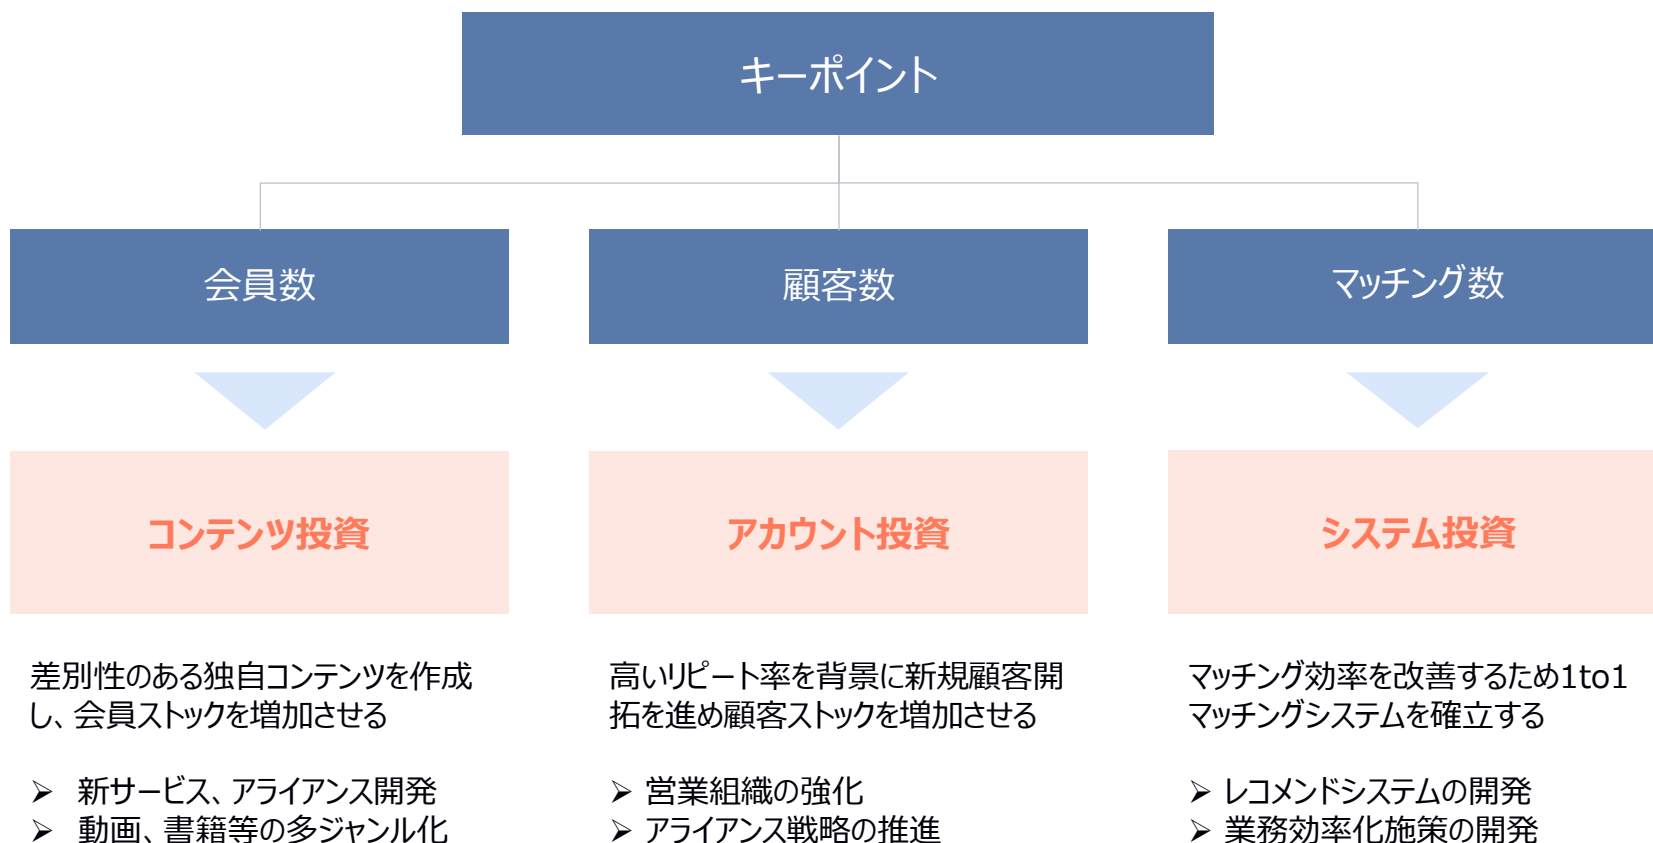 キーポイント
会員数
顧客数
マッチング数
コンテンツ投資
アカウント投資
システム投資
差別性のある独自コンテンツを作成
し、会員ストックを増加させる
➢ 新サービス、アライアンス開発
➢ 動画、書籍等の多ジャンル化
高いリピート率を背景に新規顧客開
拓を進め顧客ストックを増加させる
➢ 営業組織の強化
➢ アライアンス戦略の推進
マッチング効率を改善するため1to1
マッチングシステムを確立する
➢ レコメンドシステムの開発
➢ 業務効率化施策の開発